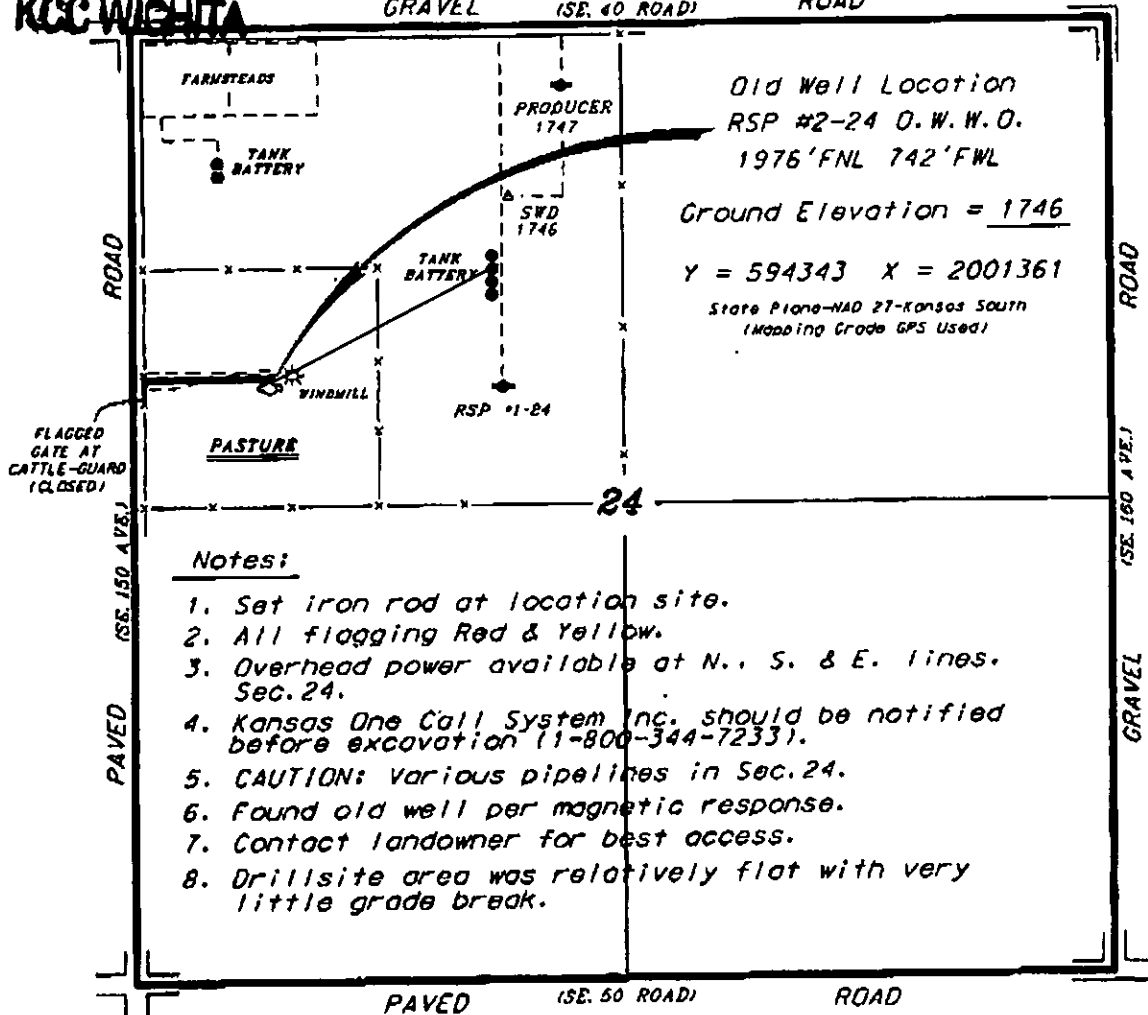 KCC WICHITA
GRAVEL (SE. 40 ROAD) ROAD
FARMSTEADS
TANK
BATTERY
PRODUCER
1747
SWD
1746
TANK
BATTERY
WINDMILL
RSP #1-24
PASTURE
FLAGGED
GATE AT
CATTLE-GUARD
(CLOSED)
Old Well Location
RSP #2-24 O.W.W.O.
1976'FNL 742'FWL
Ground Elevation = 1746
Y = 594343 X = 2001361
State Plane-NAD 27-Kansas South
(Mapping Grade GPS Used)
ROAD
(SE. 150 AVE.)
PAVED
ROAD
(SE. 160 AVE.)
GRAVEL
24
Notes:
1. Set iron rod at location site.
2. All flagging Red & Yellow.
3. Overhead power available at N., S. & E. lines.
Sec. 24.
4. Kansas One Call System Inc. should be notified
before excavation (1-800-344-7233).
5. CAUTION: Various pipelines in Sec. 24.
6. Found old well per magnetic response.
7. Contact landowner for best access.
8. Drillsite area was relatively flat with very
little grade break.
PAVED (SE. 50 ROAD) ROAD